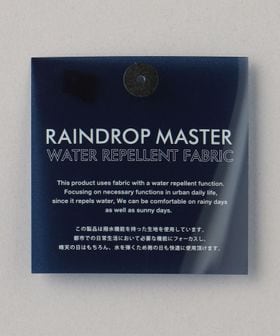 RAINDROP MASTER
WATER REPELLENT FABRIC
This product uses fabric with a water repellent function.
Focusing on necessary functions in urban daily life,
since it repels water, We can be comfortable on rainy days
as well as sunny days.
この製品は撥水機能を持った生地を使用しています。
都市での日常生活において必要な機能にフォーカスし、
晴天の日はもちろん、水を弾くため雨の日も快適に使用頂けます。